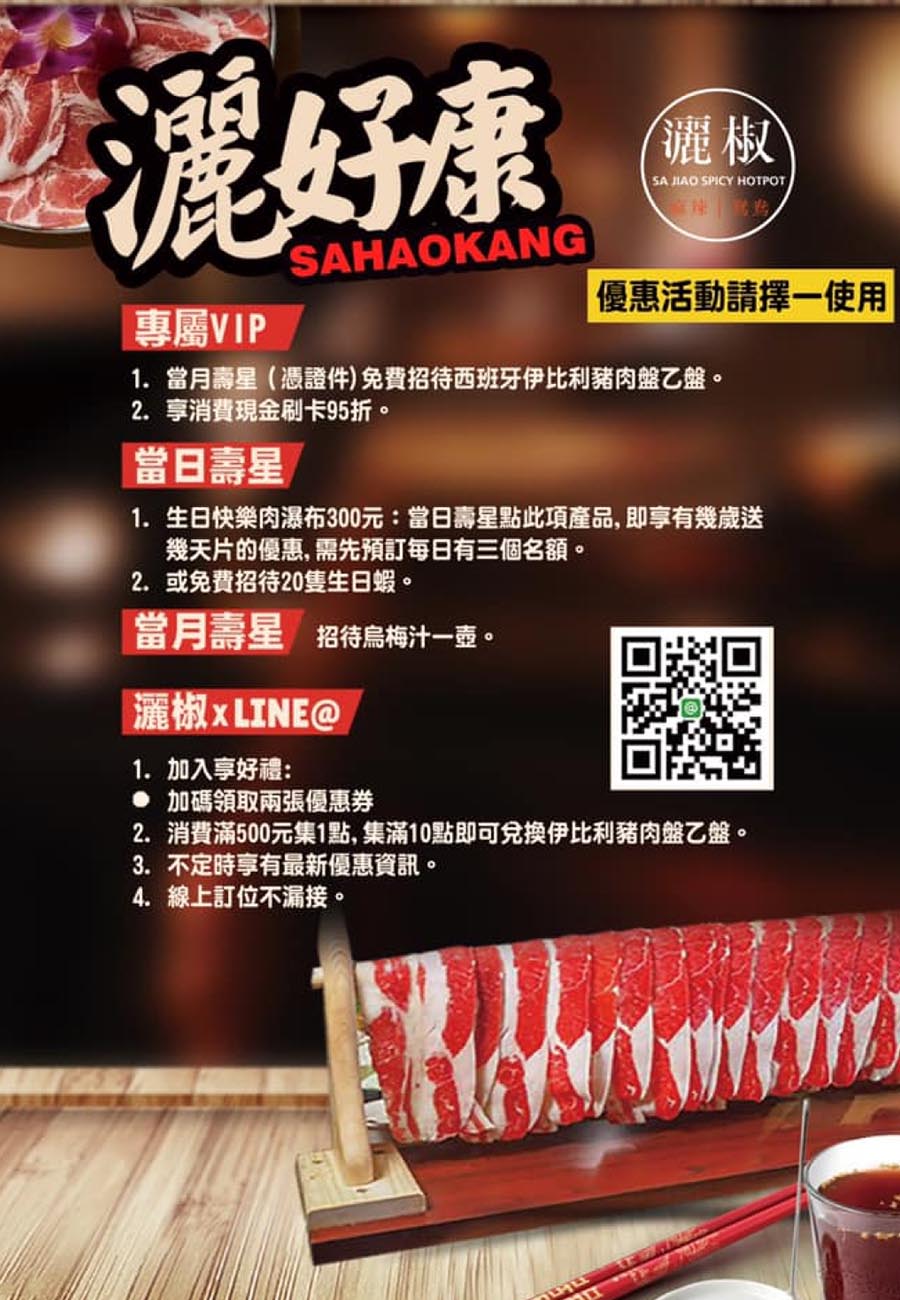 灑好康
SAHAOKANG
灑椒
SA JIAO SPICY HOTPOT
麻辣｜鴛鴦
優惠活動請擇一使用
專屬VIP
1. 當月壽星（憑證件)免費招待西班牙伊比利豬肉盤乙盤。
2. 享消費現金刷卡95折。
當日壽星
1. 生日快樂肉瀑布300元：當日壽星點此項產品,即享有幾歲送
幾天片的優惠,需先預訂每日有三個名額。
2. 或免費招待20隻生日蝦。
當月壽星 招待烏梅汁一壺。
灑椒xLINE@
1. 加入享好禮:
● 加碼領取兩張優惠券
2. 消費滿500元集1點,集滿10點即可兌換伊比利豬肉盤乙盤。
3. 不定時享有最新優惠資訊。
4. 線上訂位不漏接。